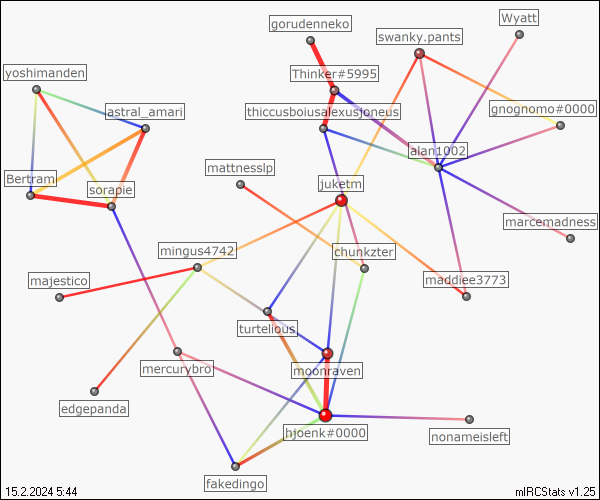 gorudenneko
Wyatt
swanky.pants
yoshimanden
Thinker#5995
astral_amari
thiccusboiusalexusjoneus
gnognomo#0000
alan1002
mattnesslp
Bertram
sorapie
juketm
marcemadness
mingus4742
chunkzter
majestico
maddiee3773
turtelious
mercurybro
moonraven
edgepanda
hjoenk#0000
nonameisleft
fakedingo
15.2.2024 5:44
mIRCStats v1.25